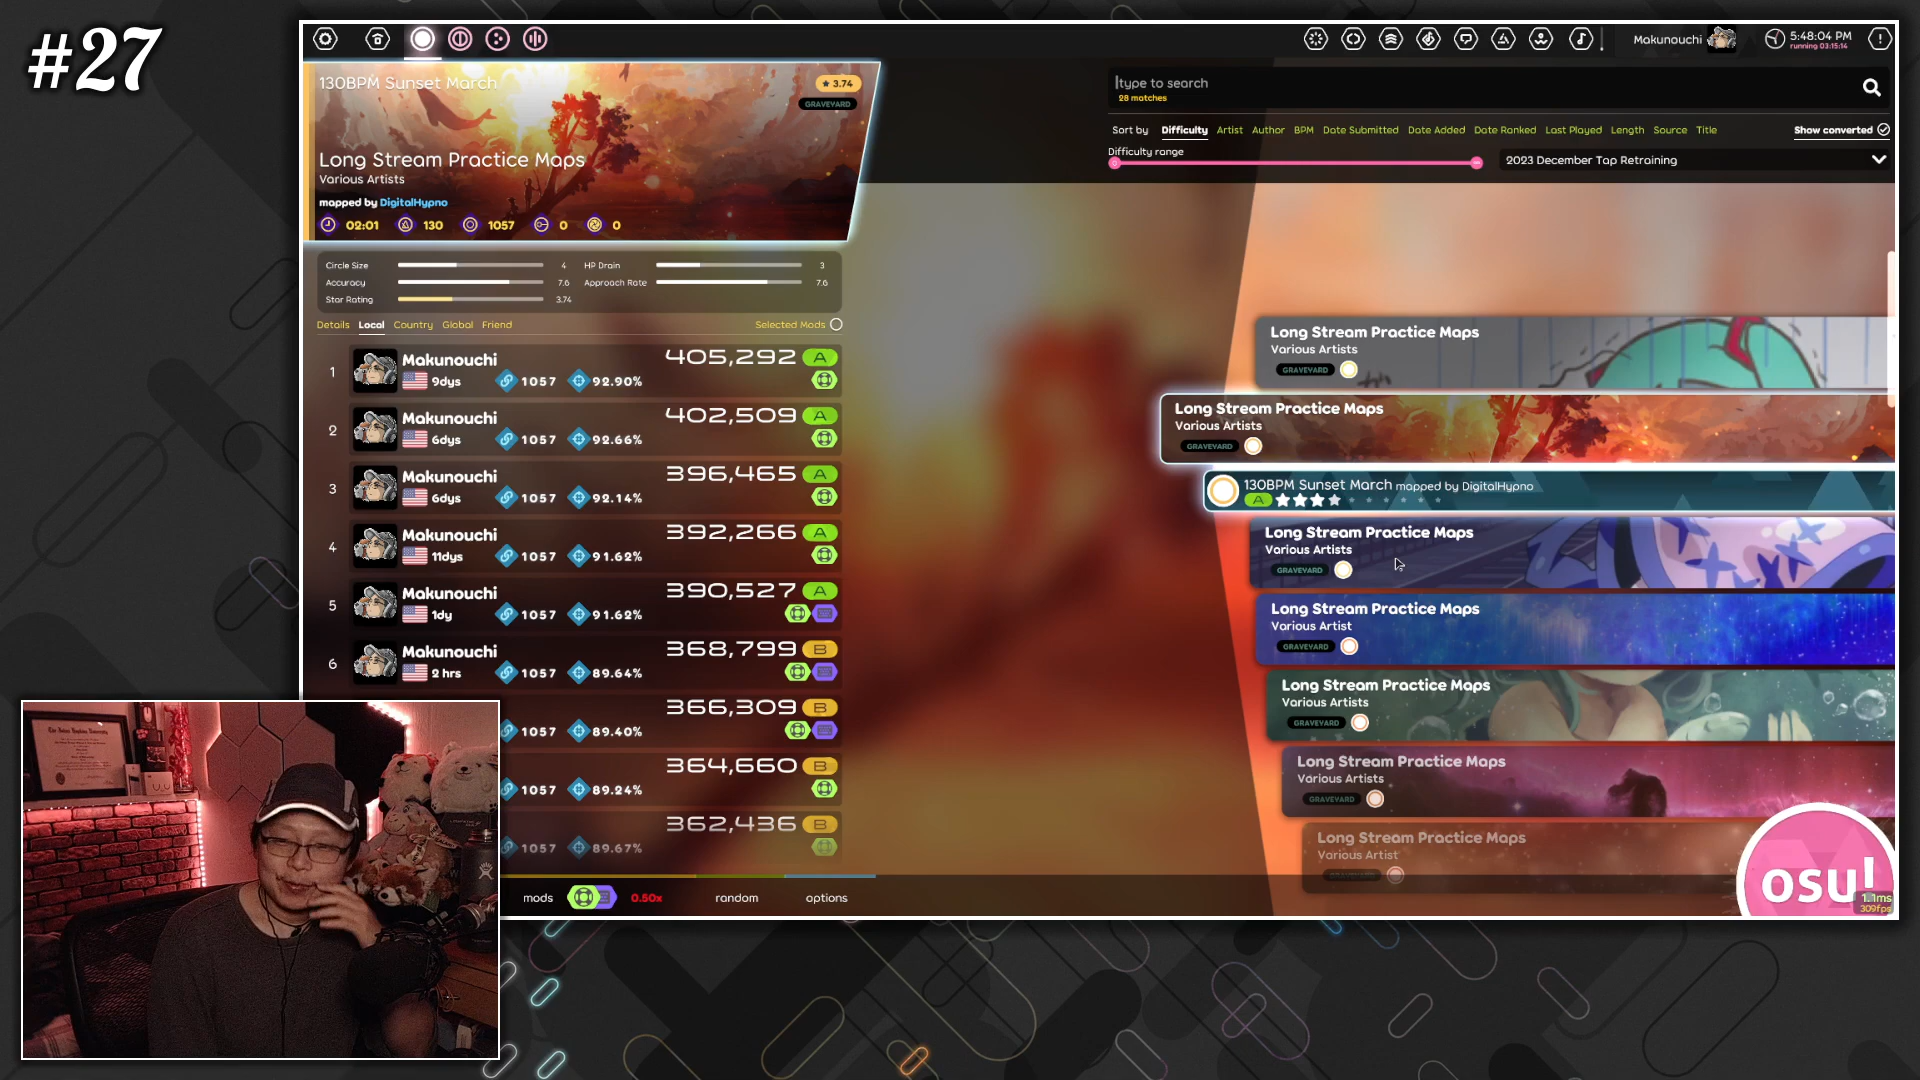 #27
Makunouchi
5:48:04 PM
running 03:15:14
130BPM Sunset March
3.74
GRAVEYARD
Long Stream Practice Maps
Various Artists
mapped by DigitalHypno
02:01 130 1057 0 0
type to search
28 matches
Sort by Difficulty Artist Author BPM Date Submitted Date Added Date Ranked Last Played Length Source Title Show converted
Difficulty range
2023 December Tap Retraining
Circle Size 4 HP Drain 3
Accuracy 7.6 Approach Rate 7.6
Star Rating 3.74
Details Local Country Global Friend Selected Mods
1 Makunouchi 405,292 A
9dys 1057 92.90%
2 Makunouchi 402,509 A
6dys 1057 92.66%
3 Makunouchi 396,465 A
6dys 1057 92.14%
4 Makunouchi 392,266 A
11dys 1057 91.62%
5 Makunouchi 390,527 A
1dy 1057 91.62%
6 Makunouchi 368,799 B
2 hrs 1057 89.64%
366,309 B
1057 89.40%
364,660 B
1057 89.24%
362,436 B
1057 89.67%
Long Stream Practice Maps
Various Artists
GRAVEYARD
Long Stream Practice Maps
Various Artists
GRAVEYARD
130BPM Sunset March mapped by DigitalHypno
A
Long Stream Practice Maps
Various Artists
GRAVEYARD
Long Stream Practice Maps
Various Artist
GRAVEYARD
Long Stream Practice Maps
Various Artists
GRAVEYARD
Long Stream Practice Maps
Various Artists
GRAVEYARD
Long Stream Practice Maps
Various Artist
GRAVEYARD
mods 0.50x random options
osu!
1.1ms
309fps